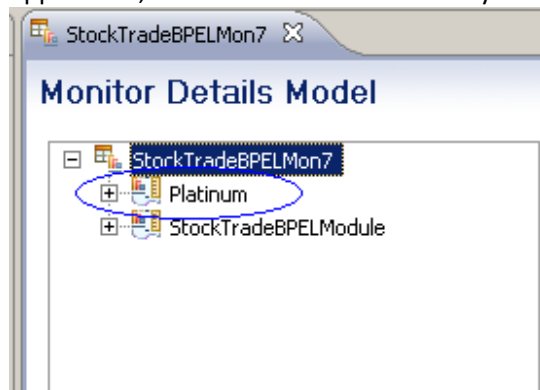 StockTradeBPELMon7
Monitor Details Model
StockTradeBPELMon7
Platinum
StockTradeBPELModule